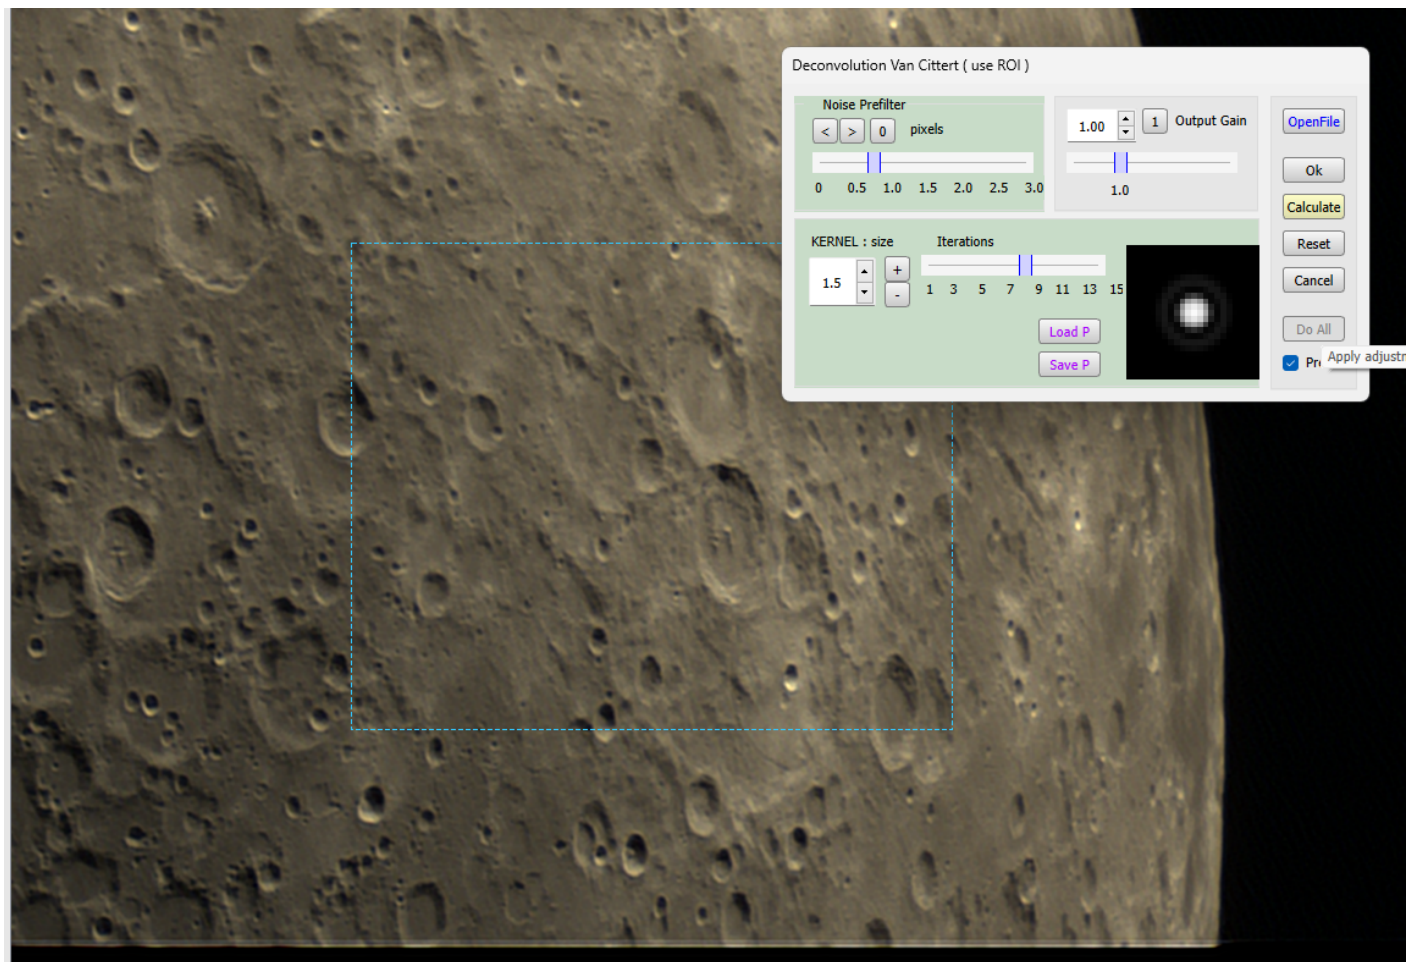 Deconvolution Van Cittert ( use ROI )
Noise Prefilter
< > 0 pixels
0 0.5 1.0 1.5 2.0 2.5 3.0
1.00 1 Output Gain
1.0
OpenFile
Ok
Calculate
Reset
Cancel
Do All
KERNEL : size Iterations
1.5 + -
1 3 5 7 9 11 13 15
Load P
Save P
Apply adjustm